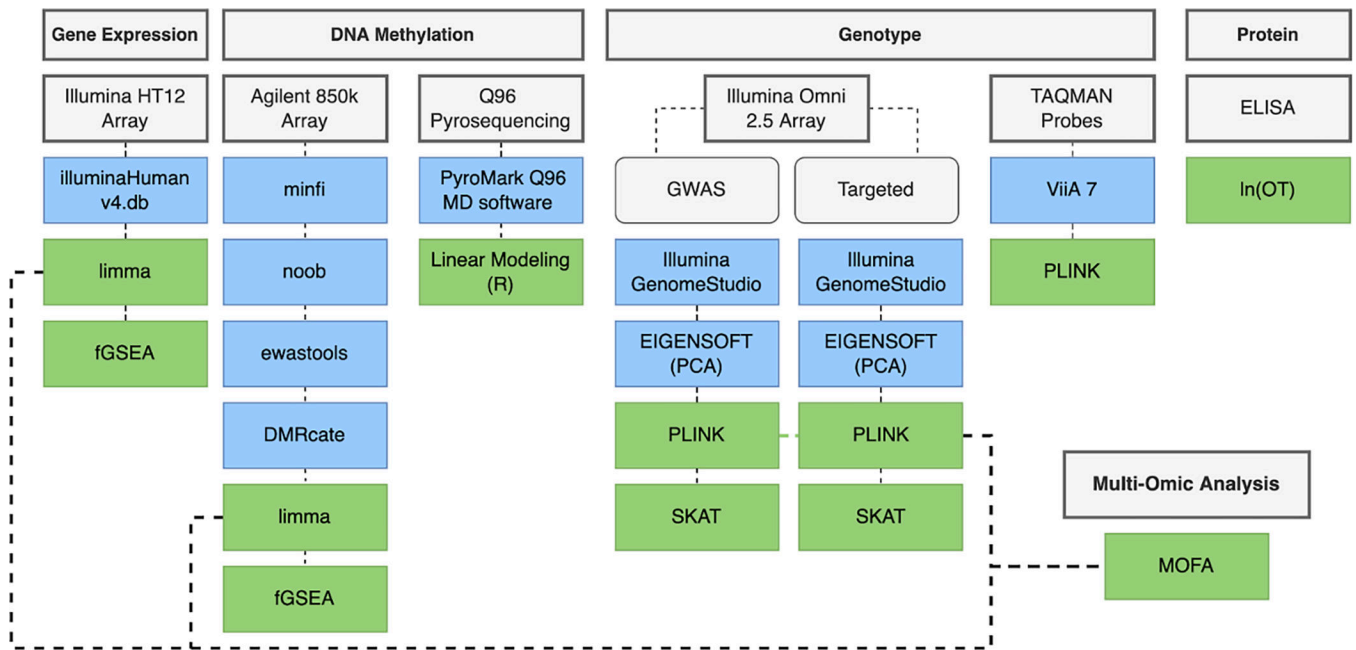 Gene Expression
DNA Methylation
Genotype
Protein
Illumina HT12
Array
Agilent 850k
Array
Q96
Pyrosequencing
Illumina Omni
2.5 Array
TAQMAN
Probes
ELISA
illuminaHuman
v4.db
minfi
PyroMark Q96
MD software
GWAS
Targeted
ViiA 7
ln(OT)
limma
noob
Linear Modeling
(R)
Illumina
GenomeStudio
Illumina
GenomeStudio
PLINK
fGSEA
ewastools
EIGENSOFT
(PCA)
EIGENSOFT
(PCA)
DMRcate
PLINK
PLINK
Multi-Omic Analysis
limma
SKAT
SKAT
MOFA
fGSEA